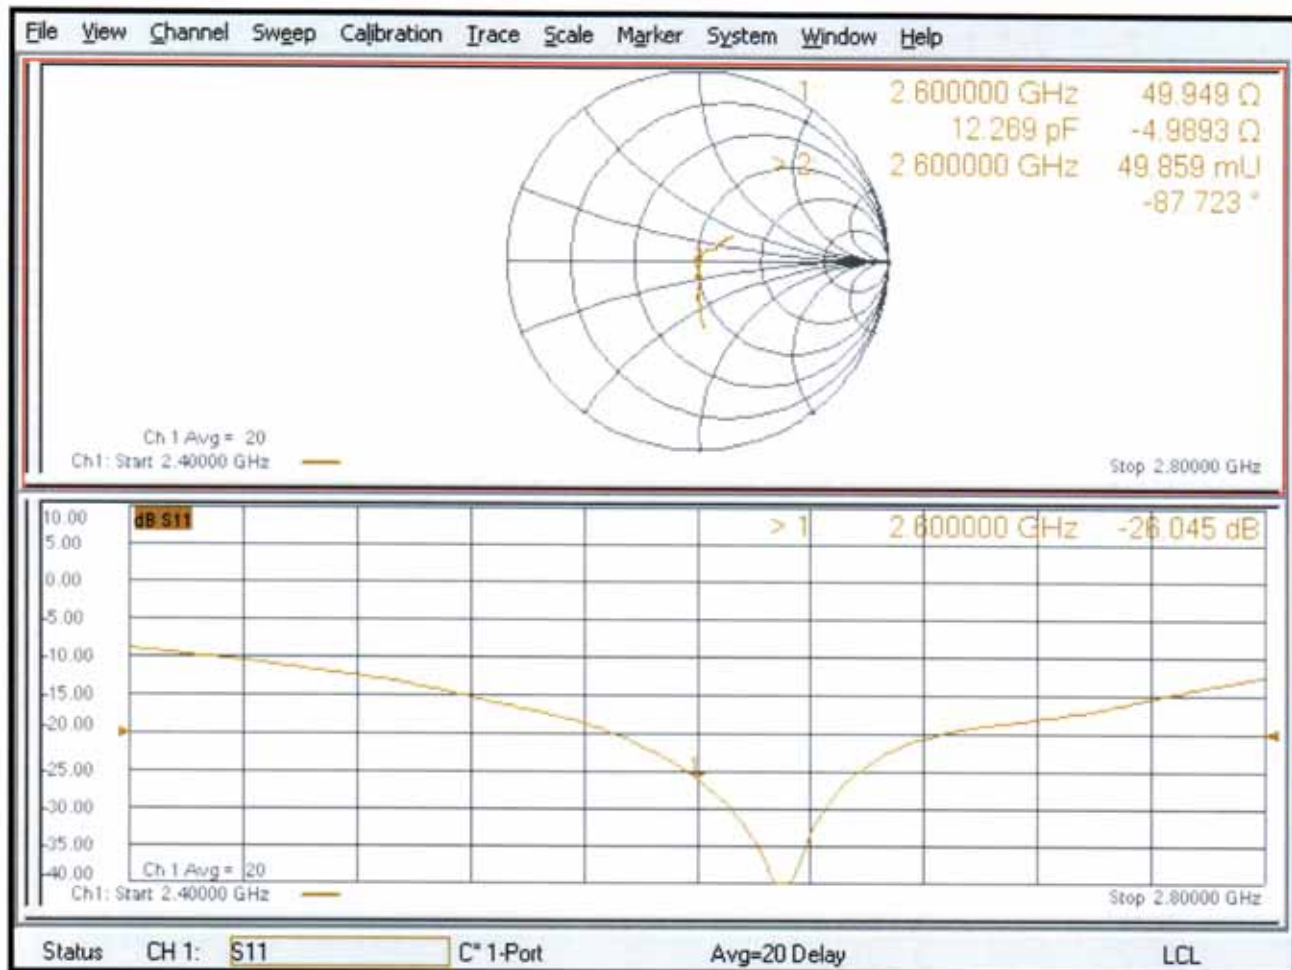 File View Channel Sweep Calibration Trace Scale Marker System Window Help
1 2.600000 GHz 49.949 Ω
12.269 pF -4.9893 Ω
> 2 2.600000 GHz 49.859 mU
-87.723 °
Ch 1 Avg = 20
Ch1: Start 2.40000 GHz
Stop 2.80000 GHz
10.00 dB S11 > 1 2.600000 GHz -26.045 dB
5.00
0.00
-5.00
-10.00
-15.00
-20.00
-25.00
1
-30.00
-35.00
-40.00
Ch 1 Avg = 20
Ch1: Start 2.40000 GHz
Stop 2.80000 GHz
Status CH 1: S11 C* 1-Port Avg=20 Delay LCL